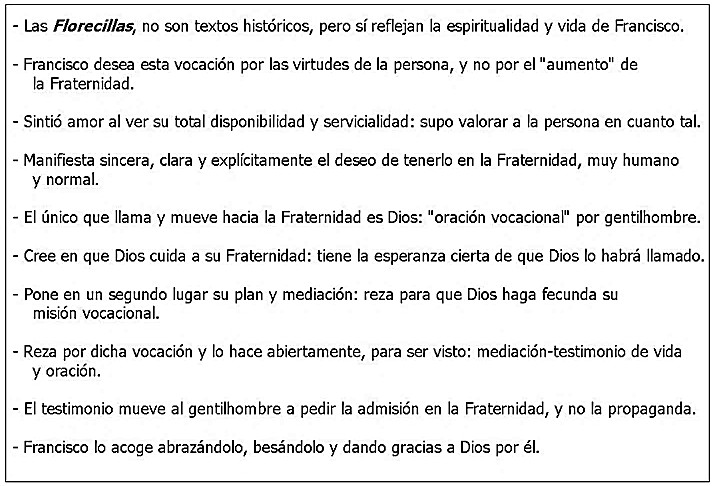 - Las Florecillas, no son textos históricos, pero sí reflejan la espiritualidad y vida de Francisco.
- Francisco desea esta vocación por las virtudes de la persona, y no por el "aumento" de
la Fraternidad.
- Sintió amor al ver su total disponibilidad y servicialidad: supo valorar a la persona en cuanto tal.
- Manifiesta sincera, clara y explícitamente el deseo de tenerlo en la Fraternidad, muy humano
y normal.
- El único que llama y mueve hacia la Fraternidad es Dios: "oración vocacional" por gentilhombre.
- Cree en que Dios cuida a su Fraternidad: tiene la esperanza cierta de que Dios lo habrá llamado.
- Pone en un segundo lugar su plan y mediación: reza para que Dios haga fecunda su
misión vocacional.
- Reza por dicha vocación y lo hace abiertamente, para ser visto: mediación-testimonio de vida
y oración.
- El testimonio mueve al gentilhombre a pedir la admisión en la Fraternidad, y no la propaganda.
- Francisco lo acoge abrazándolo, besándolo y dando gracias a Dios por él.